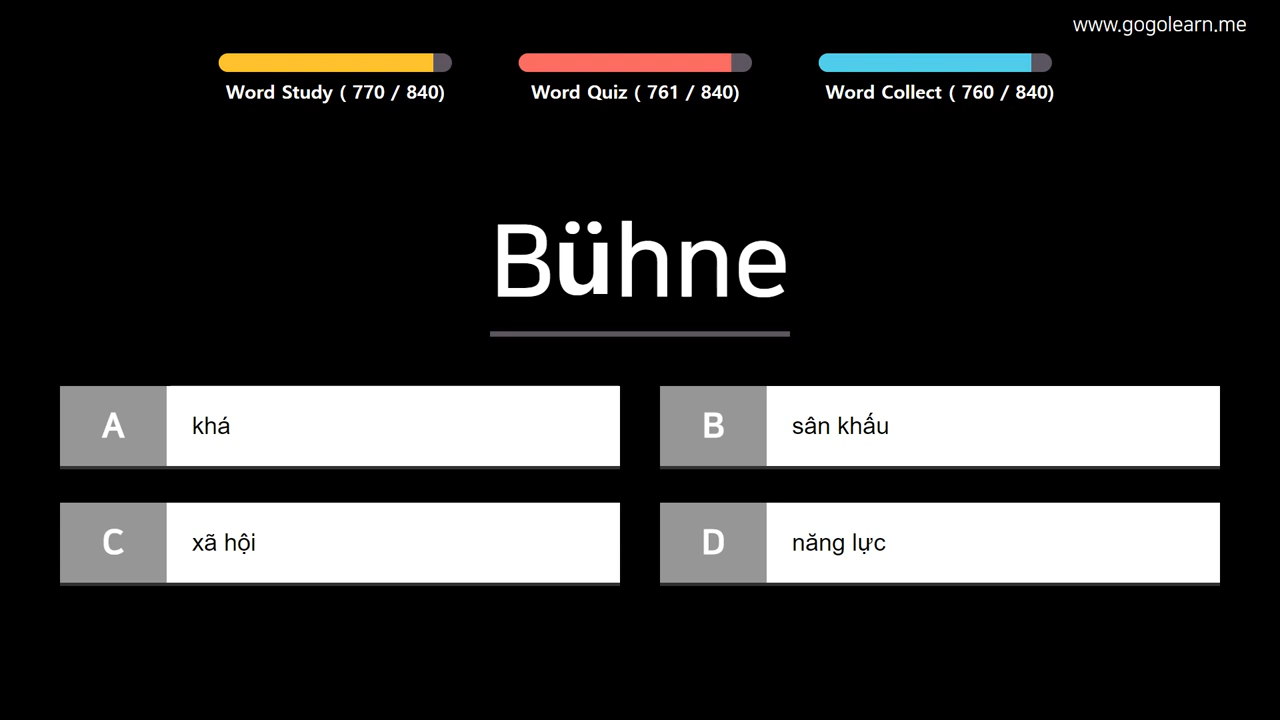 www.gogolearn.me
Word Study ( 770 / 840)
Word Quiz ( 761 / 840)
Word Collect ( 760 / 840)
Bühne
A
khá
B
sân khấu
C
xã hội
D
năng lực